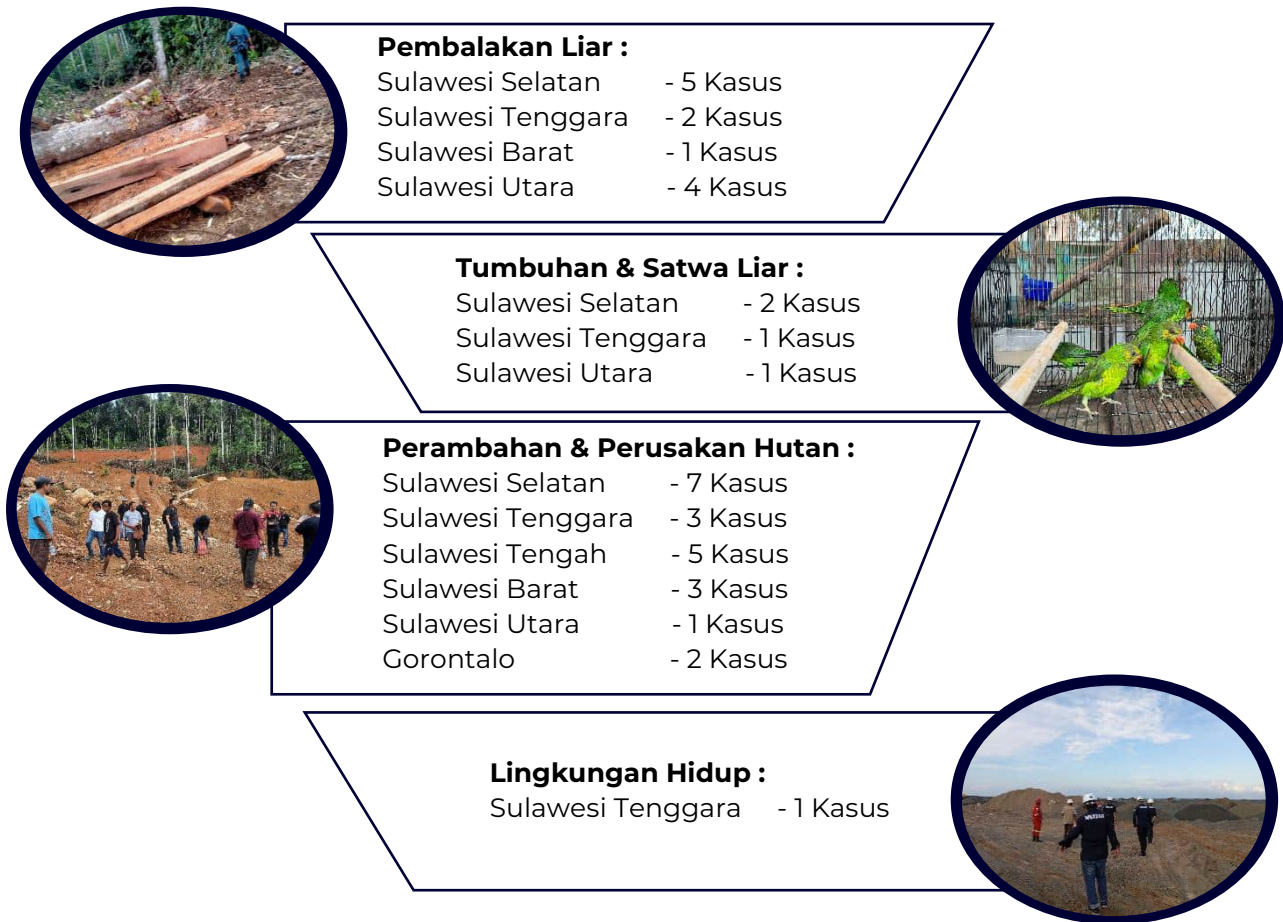 Pembalakan Liar :
Sulawesi Selatan - 5 Kasus
Sulawesi Tenggara - 2 Kasus
Sulawesi Barat - 1 Kasus
Sulawesi Utara - 4 Kasus
Tumbuhan & Satwa Liar :
Sulawesi Selatan - 2 Kasus
Sulawesi Tenggara - 1 Kasus
Sulawesi Utara - 1 Kasus
Perambahan & Perusakan Hutan :
Sulawesi Selatan - 7 Kasus
Sulawesi Tenggara - 3 Kasus
Sulawesi Tengah - 5 Kasus
Sulawesi Barat - 3 Kasus
Sulawesi Utara - 1 Kasus
Gorontalo - 2 Kasus
Lingkungan Hidup :
Sulawesi Tenggara - 1 Kasus